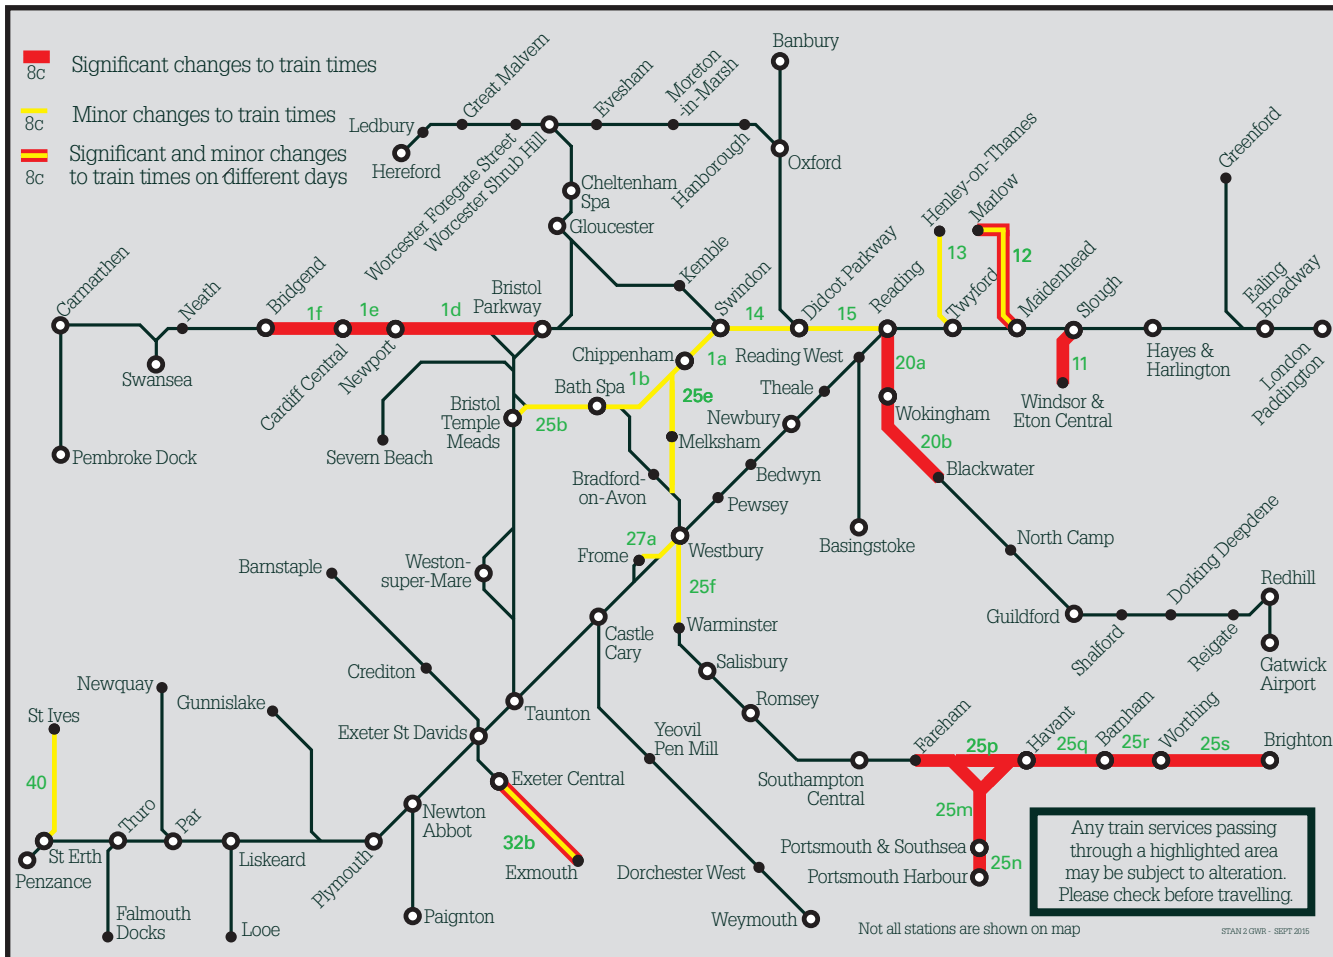 8c Significant changes to train times
8c Minor changes to train times
8c Significant and minor changes
to train times on different days
Banbury
Great Malvern
Evesham
Moreton
-in-Marsh
Ledbury
Hereford
Worcester Foregate Street
Worcester Shrub Hill
Hanborough
Oxford
Cheltenham
Spa
Gloucester
Kemble
Henley-on-Thames
Marlow
Greenford
13
12
Carmarthen
Neath
Bridgend
1f
1e
1d
Cardiff Central
Newport
Bristol
Parkway
Swindon
14
Didcot Parkway
15
Reading
Twyford
Maidenhead
Slough
Hayes &
Harlington
Ealing
Broadway
London
Paddington
Swansea
Pembroke Dock
Severn Beach
Chippenham
1a
1b
Bath Spa
25b
25e
Bristol
Temple
Meads
Reading West
Theale
Newbury
Bedwyn
Pewsey
Melksham
Bradford-
on-Avon
20a
Wokingham
20b
Blackwater
11
Windsor &
Eton Central
Basingstoke
North Camp
Guildford
Shalford
Dorking Deepdene
Reigate
Redhill
Gatwick
Airport
27a
Frome
Westbury
25f
Warminster
Salisbury
Romsey
Southampton
Central
Weston-
super-Mare
Barnstaple
Crediton
Castle
Cary
Taunton
Exeter St Davids
Exeter Central
32b
Exmouth
Yeovil
Pen Mill
Dorchester West
Weymouth
Newquay
Gunnislake
St Ives
40
St Erth
Penzance
Truro
Par
Liskeard
Plymouth
Newton
Abbot
Paignton
Falmouth
Docks
Looe
Fareham
25p
Havant
25q
Barnham
25r
Worthing
25s
Brighton
25m
Portsmouth & Southsea
25n
Portsmouth Harbour
Any train services passing
through a highlighted area
may be subject to alteration.
Please check before travelling.
Not all stations are shown on map
STAN 2 GWR - SEPT 2015